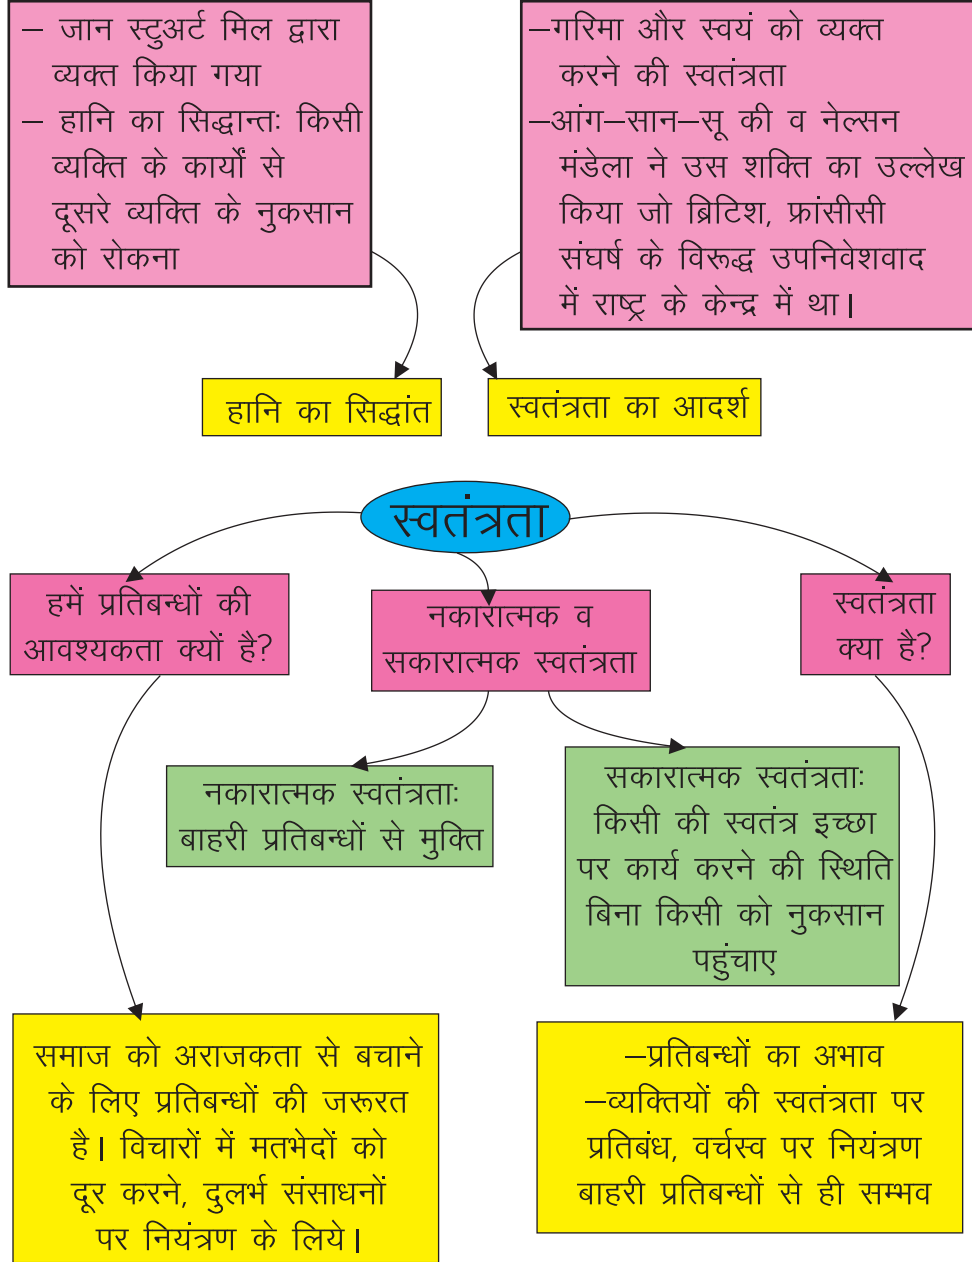 – जान स्टुअर्ट मिल द्वारा
व्यक्त किया गया
– हानि का सिद्धान्तः किसी
व्यक्ति के कार्यों से
दूसरे व्यक्ति के नुकसान
को रोकना
–गरिमा और स्वयं को व्यक्त
करने की स्वतंत्रता
–आंग–सान–सू की व नेल्सन
मंडेला ने उस शक्ति का उल्लेख
किया जो ब्रिटिश, फ्रांसीसी
संघर्ष के विरूद्ध उपनिवेशवाद
में राष्ट्र के केन्द्र में था।
हानि का सिद्धांत
स्वतंत्रता का आदर्श
स्वतंत्रता
हमें प्रतिबन्धों की
आवश्यकता क्यों है?
नकारात्मक व
सकारात्मक स्वतंत्रता
स्वतंत्रता
क्या है?
नकारात्मक स्वतंत्रताः
बाहरी प्रतिबन्धों से मुक्ति
सकारात्मक स्वतंत्रताः
किसी की स्वतंत्र इच्छा
पर कार्य करने की स्थिति
बिना किसी को नुकसान
पहुंचाए
समाज को अराजकता से बचाने
के लिए प्रतिबन्धों की जरूरत
है। विचारों में मतभेदों को
दूर करने, दुलर्भ संसाधनों
पर नियंत्रण के लिये।
–प्रतिबन्धों का अभाव
–व्यक्तियों की स्वतंत्रता पर
प्रतिबंध, वर्चस्व पर नियंत्रण
बाहरी प्रतिबन्धों से ही सम्भव